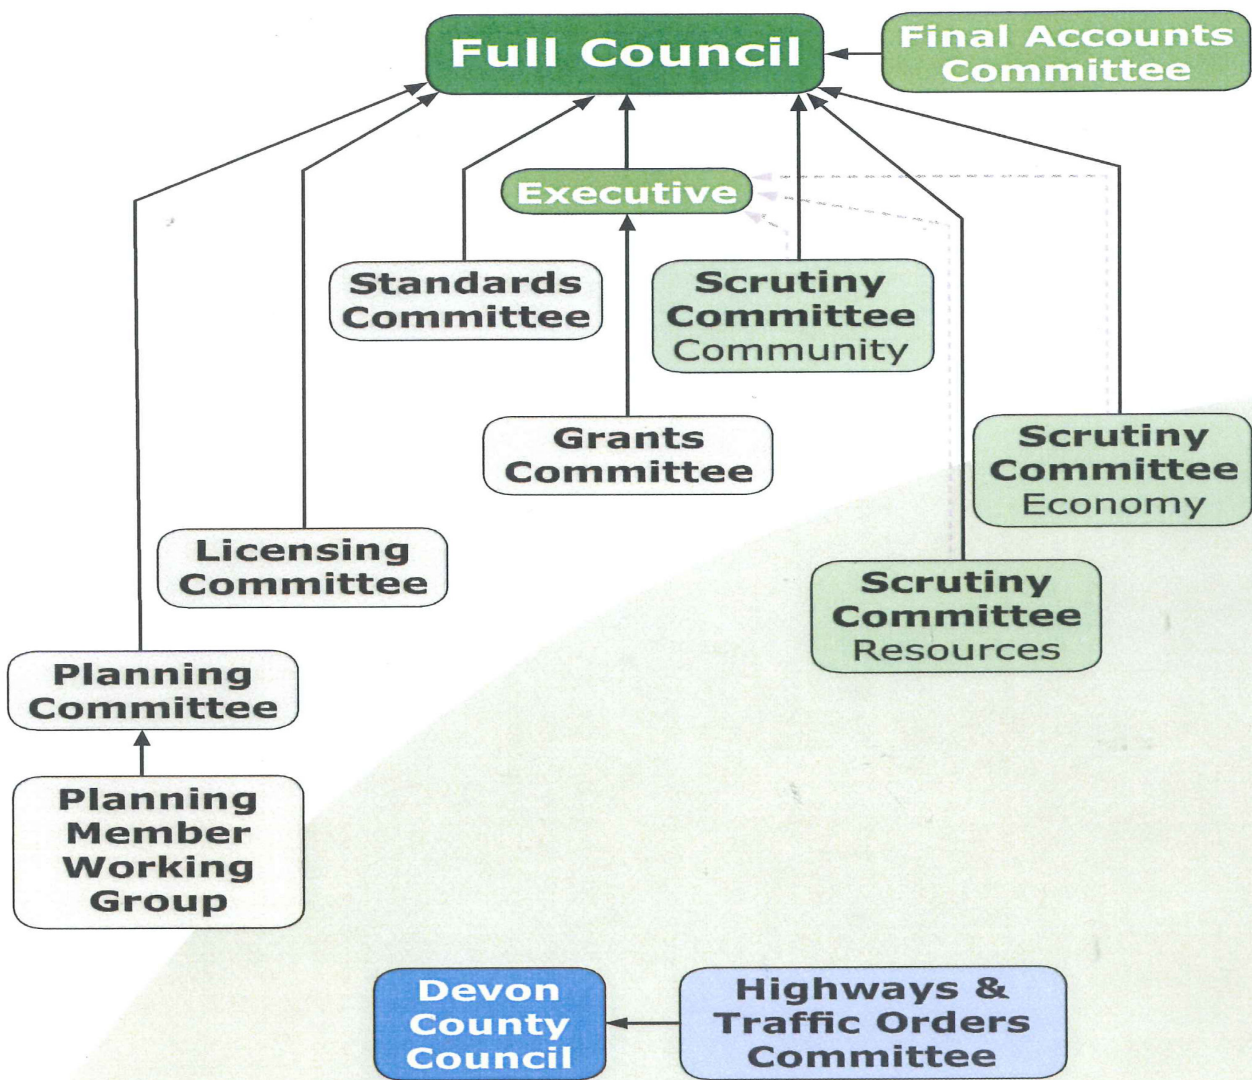 Full Council
Final Accounts
Committee
Executive
Standards
Committee
Scrutiny
Committee
Community
Grants
Committee
Scrutiny
Committee
Economy
Licensing
Committee
Scrutiny
Committee
Resources
Planning
Committee
Planning
Member
Working
Group
Devon
County
Council
Highways &
Traffic Orders
Committee